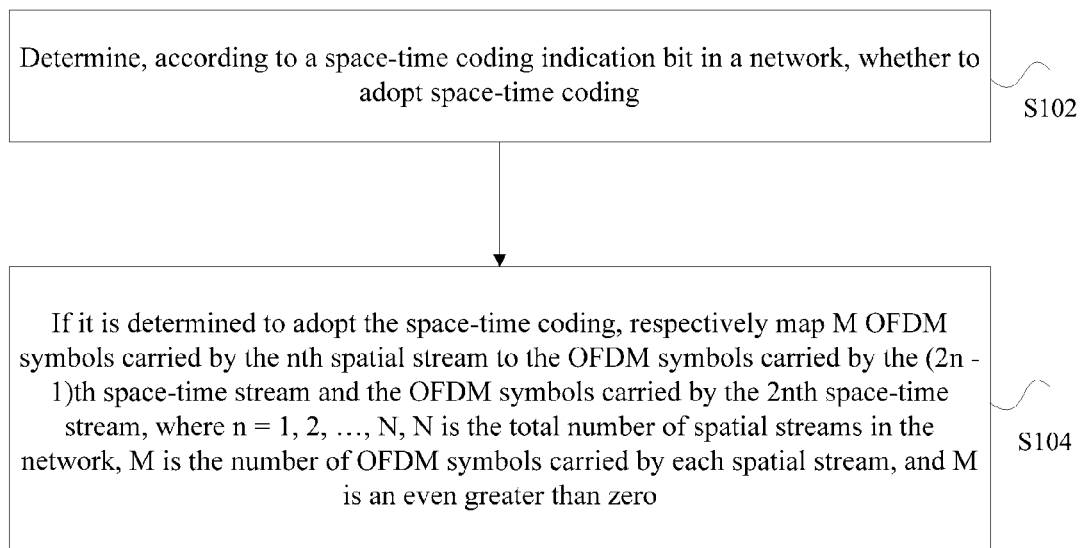 Determine, according to a space-time coding indication bit in a network, whether to
adopt space-time coding
S102
If it is determined to adopt the space-time coding, respectively map M OFDM
symbols carried by the nth spatial stream to the OFDM symbols carried by the (2n -
1)th space-time stream and the OFDM symbols carried by the 2nth space-time
stream, where n = 1, 2, …, N, N is the total number of spatial streams in the
network, M is the number of OFDM symbols carried by each spatial stream, and M
is an even greater than zero
S104